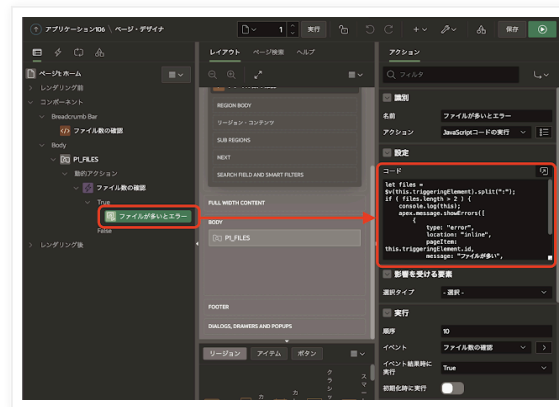 アプリケーション106 \ ページ・デザイナ
1
実行
保存
ページ1: ホーム
レンダリング前
コンポーネント
Breadcrumb Bar
ファイル数の確認
Body
P1_FILES
動的アクション
ファイル数の確認
True
ファイルが多いとエラー
False
レンダリング後
レイアウト
ページ検索
ヘルプ
REGION BODY
リージョン・コンテンツ
SUB REGIONS
NEXT
SEARCH FIELD AND SMART FILTERS
FULL WIDTH CONTENT
BODY
P1_FILES
FOOTER
DIALOGS, DRAWERS AND POPUPS
リージョン
アイテム
ボタン
アクション
フィルタ
識別
名前
ファイルが多いとエラー
アクション
JavaScriptコードの実行
設定
コード
let files =
$v(this.triggeringElement).split(":");
if ( files.length > 2 ) {
console.log(this);
apex.message.showErrors([
{
type: "error",
location: "inline",
pageItem:
this.triggeringElement.id,
message: "ファイルが多い",
影響を受ける要素
選択タイプ
- 選択 -
実行
順序
10
イベント
ファイル数の確認
イベント結果時に実行
True
初期化時に実行